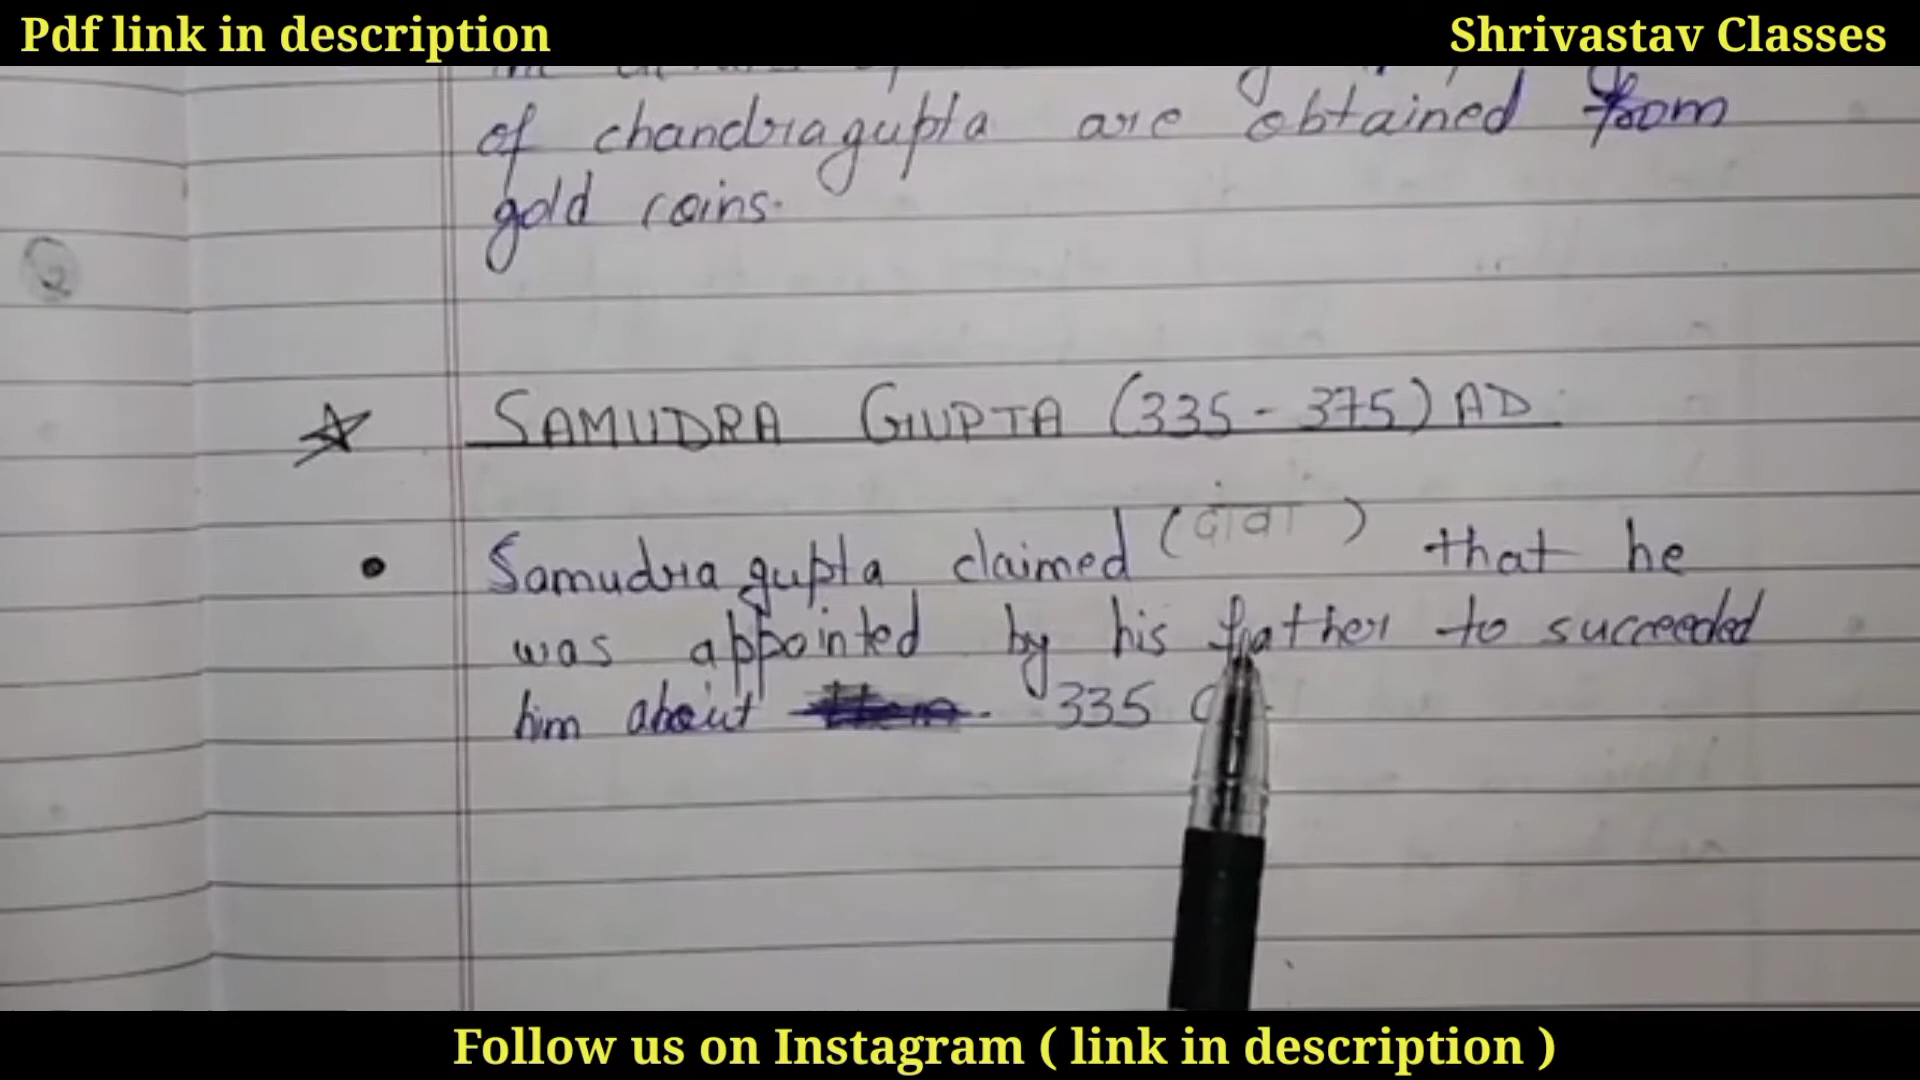 Pdf link in description
Shrivastav Classes
of chandragupta are obtained from
gold coins.
SAMUDRA GUPTA (335 - 375) AD
Samudra gupta claimed (दावा) that he
was appointed by his father to succeeded
him about 335
Follow us on Instagram ( link in description )